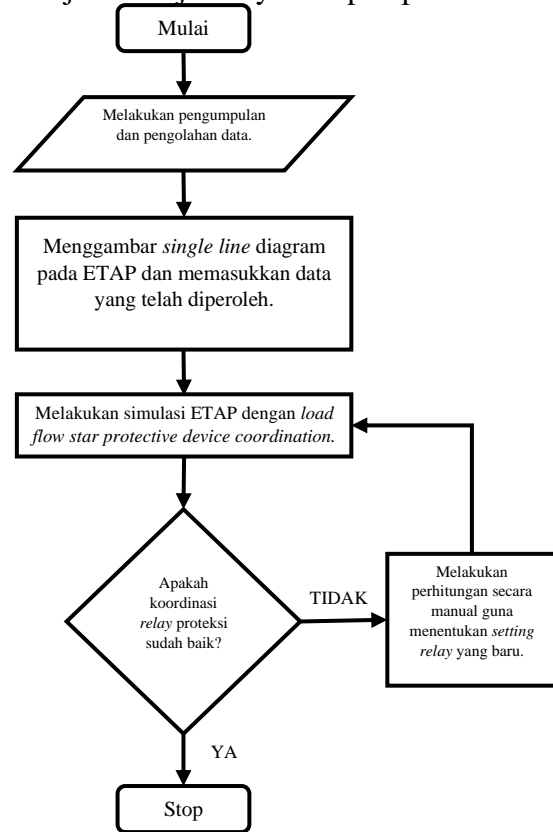 Mulai
Melakukan pengumpulan
dan pengolahan data.
Menggambar single line diagram
pada ETAP dan memasukkan data
yang telah diperoleh.
Melakukan simulasi ETAP dengan load
flow star protective device coordination.
Apakah
koordinasi
relay proteksi
sudah baik?
TIDAK
Melakukan
perhitungan secara
manual guna
menentukan setting
relay yang baru.
YA
Stop